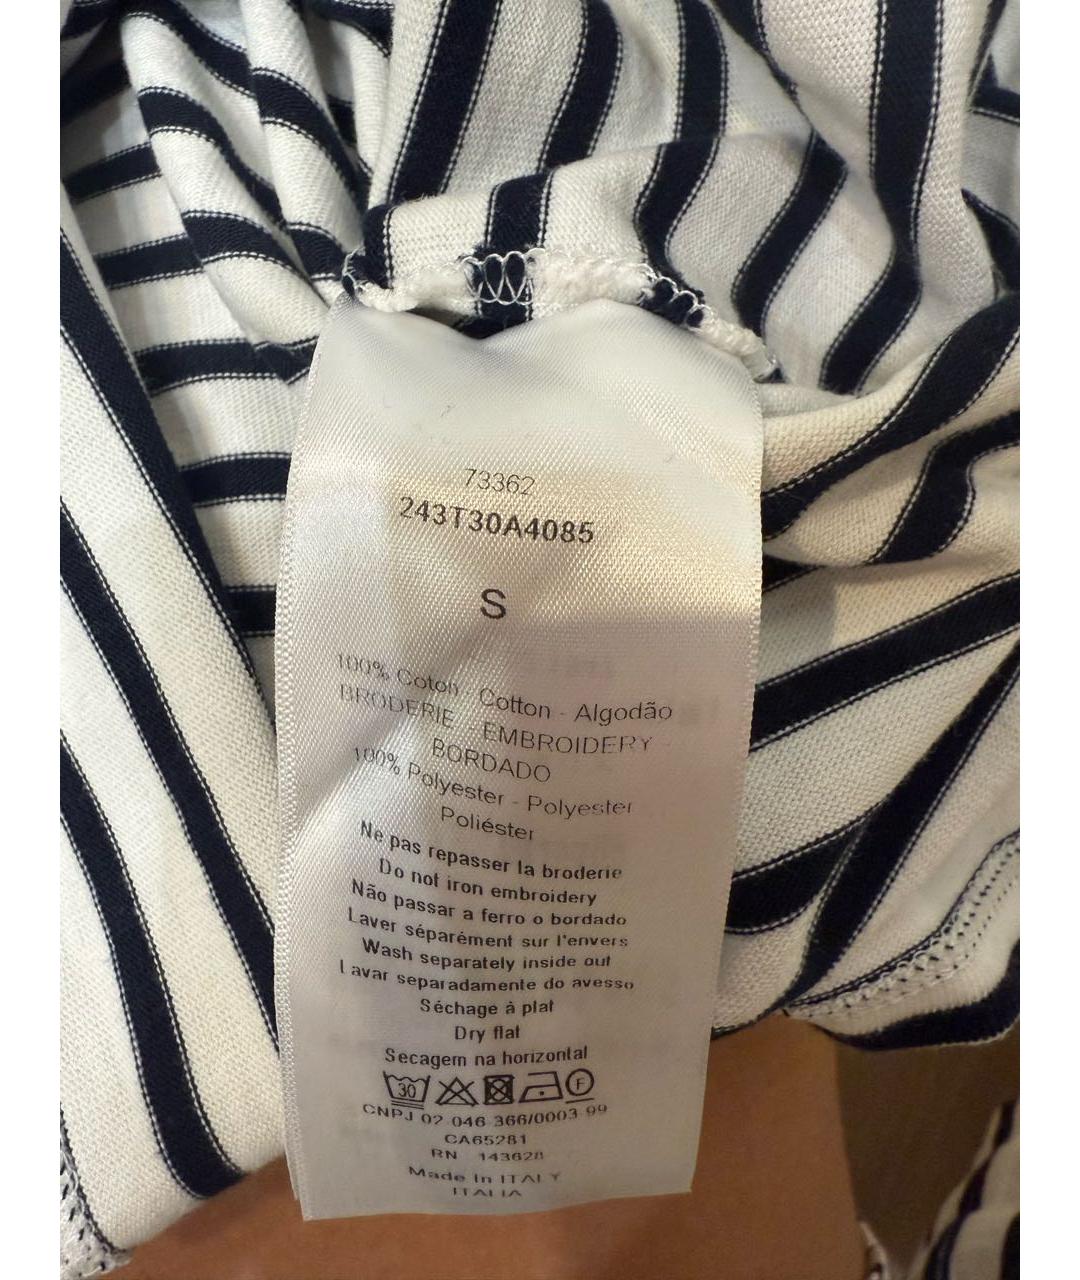 73362
243T30A4085
S
100% Coton Cotton - Algodão
BRODERIE - EMBROIDERY -
BORDADO
100% Polyester - Polyester
Poliéster
Ne pas repasser la broderie
Do not iron embroidery
Não passar a ferro o bordado
Laver séparément sur l'envers
Wash separately inside out
Lavar separadamente do avesso
Séchage à plat
Dry flat
Secagem na horizontal
30 F
CNPJ 02 046 366/0003-99
CA65281
RN 143628
Made In ITALY
ITALIA